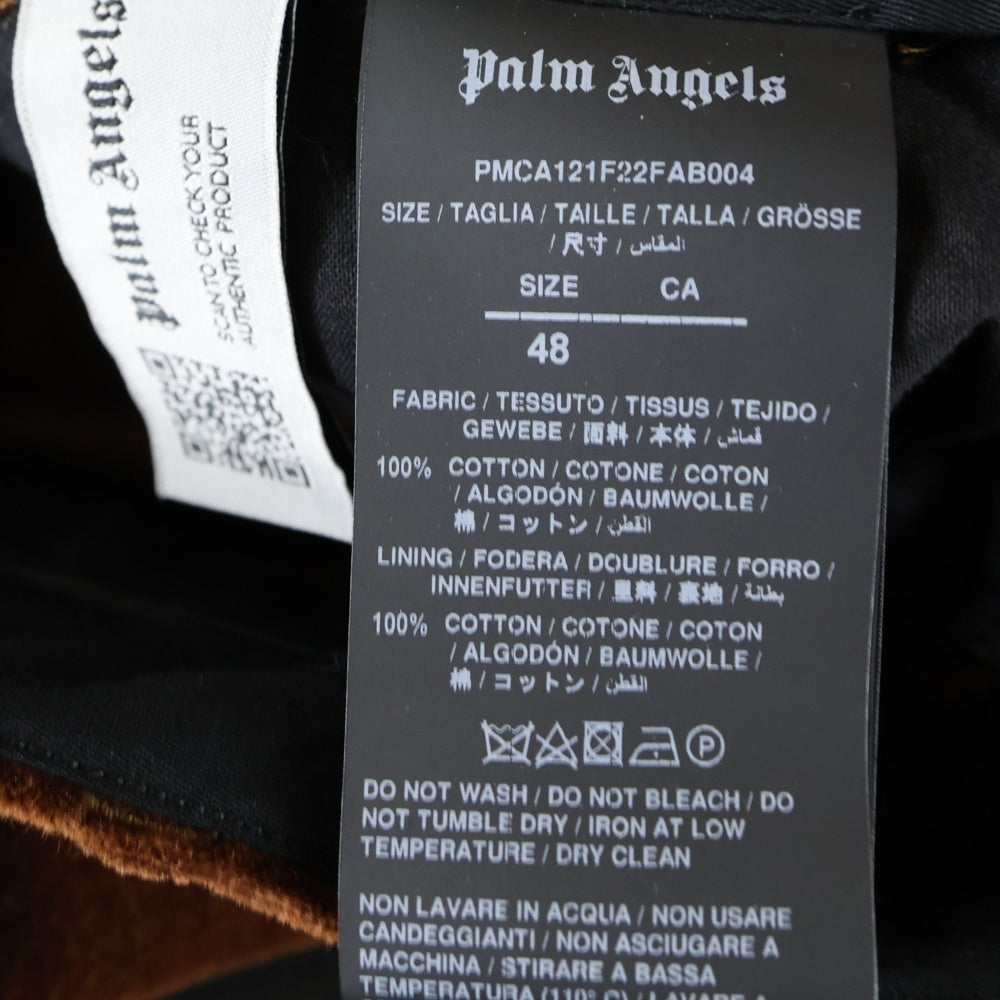 palm Angels
SCAN TO CHECK YOUR
AUTHENTIC PRODUCT
Palm Angels
PMCA121F22FAB004
SIZE / TAGLIA / TAILLE / TALLA / GRÖSSE
/ 尺寸 / المقاس
SIZE CA
48
FABRIC / TESSUTO / TISSUS / TEJIDO /
GEWEBE / 面料 / 本体 / قماش
100% COTTON / COTONE / COTON
/ ALGODÓN / BAUMWOLLE /
棉 / コットン / القطن
LINING / FODERA / DOUBLURE / FORRO /
INNENFUTTER / 里料 / 裏地 / بطانة
100% COTTON / COTONE / COTON
/ ALGODÓN / BAUMWOLLE /
棉 / コットン / القطن
P
DO NOT WASH / DO NOT BLEACH / DO
NOT TUMBLE DRY / IRON AT LOW
TEMPERATURE / DRY CLEAN
NON LAVARE IN ACQUA / NON USARE
CANDEGGIANTI / NON ASCIUGARE A
MACCHINA / STIRARE A BASSA
TEMPERATURA (110° C) / LAVARE A